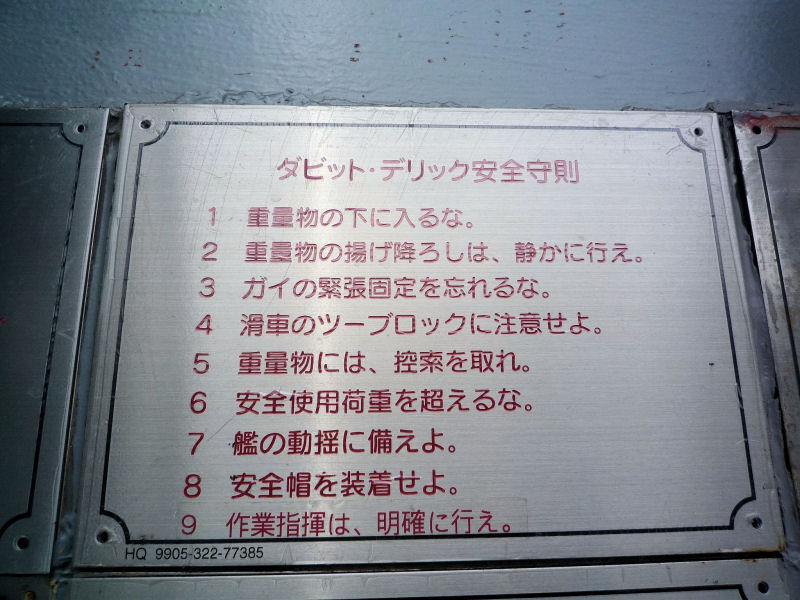 ダビット・デリック安全守則
1 重量物の下に入るな。
2 重量物の揚げ降ろしは、静かに行え。
3 ガイの緊張固定を忘れるな。
4 滑車のツーブロックに注意せよ。
5 重量物には、控索を取れ。
6 安全使用荷重を超えるな。
7 艦の動揺に備えよ。
8 安全帽を装着せよ。
9 作業指揮は、明確に行え。
HQ 9905-322-77385